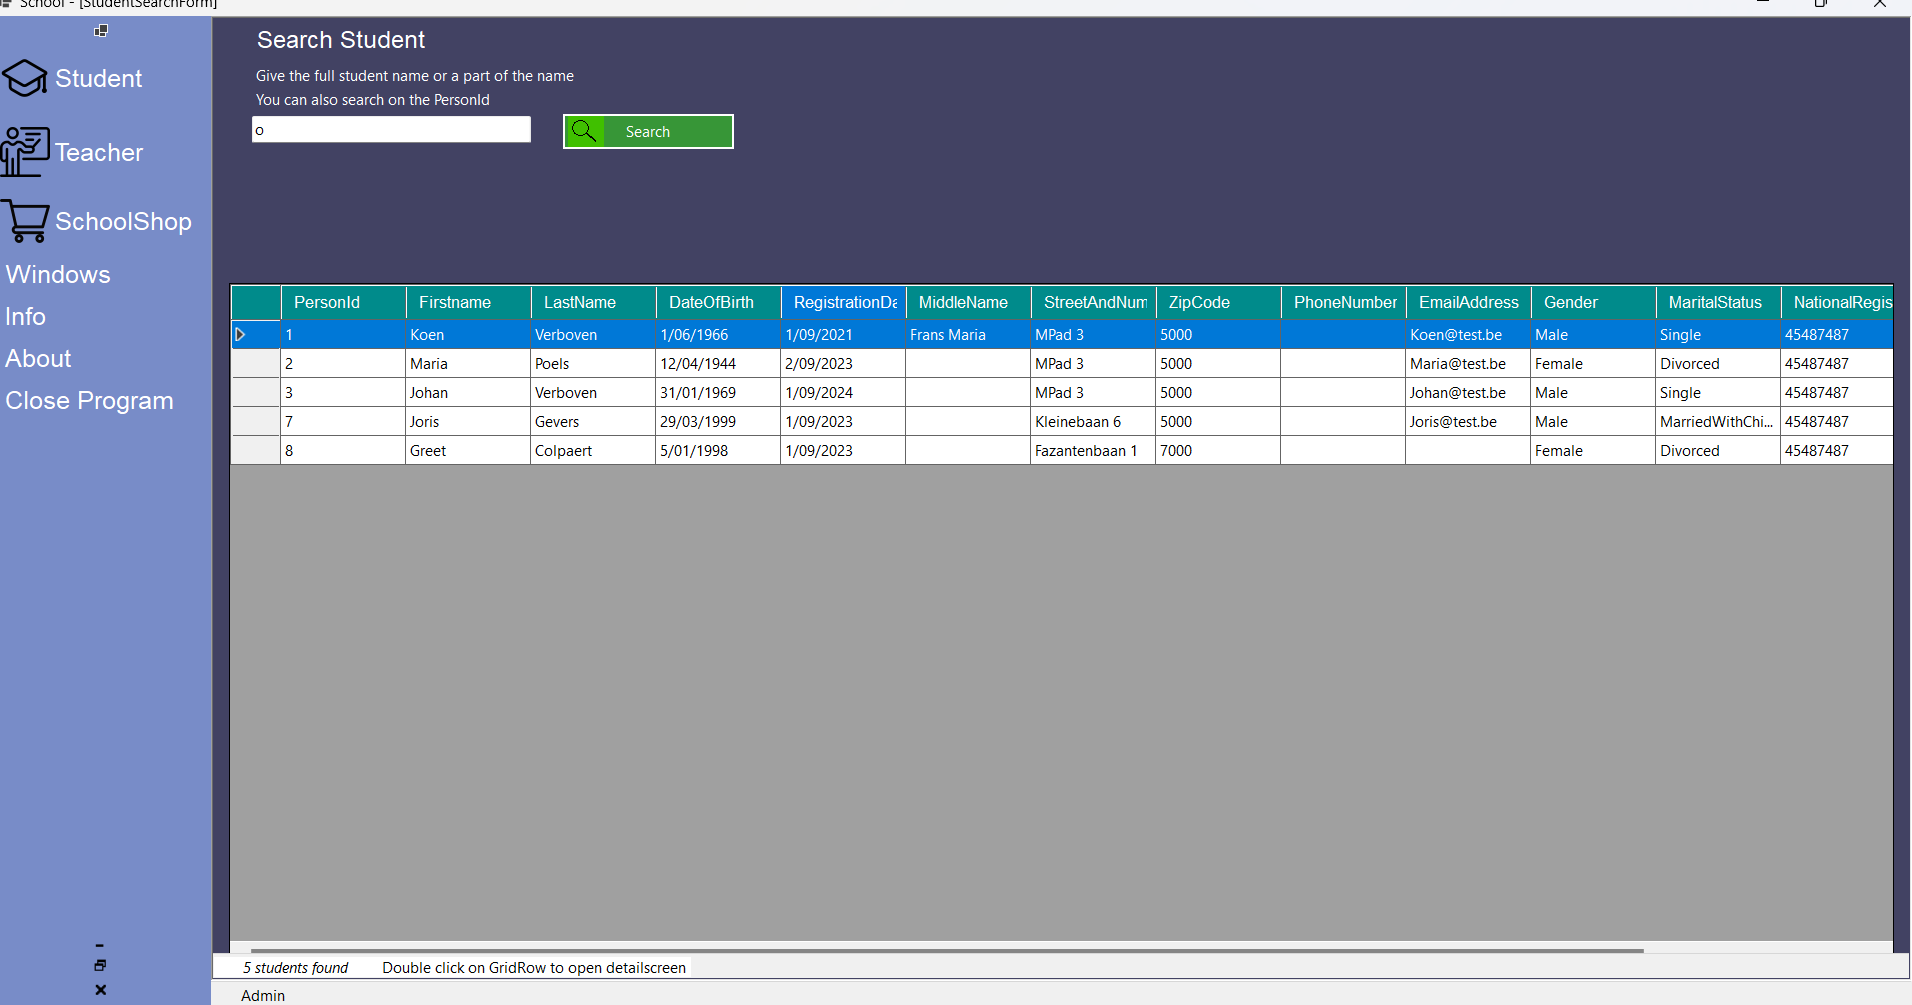 School - [StudentSearchForm]
Student
Teacher
SchoolShop
Windows
Info
About
Close Program
Search Student
Give the full student name or a part of the name
You can also search on the PersonId
o
Search
PersonId Firstname LastName DateOfBirth RegistrationDa MiddleName StreetAndNum ZipCode PhoneNumber EmailAddress Gender MaritalStatus NationalRegis
1 Koen Verboven 1/06/1966 1/09/2021 Frans Maria MPad 3 5000 Koen@test.be Male Single 45487487
2 Maria Poels 12/04/1944 2/09/2023 MPad 3 5000 Maria@test.be Female Divorced 45487487
3 Johan Verboven 31/01/1969 1/09/2024 MPad 3 5000 Johan@test.be Male Single 45487487
7 Joris Gevers 29/03/1999 1/09/2023 Kleinebaan 6 5000 Joris@test.be Male MarriedWithChi... 45487487
8 Greet Colpaert 5/01/1998 1/09/2023 Fazantenbaan 1 7000 Female Divorced 45487487
5 students found Double click on GridRow to open detailscreen
Admin